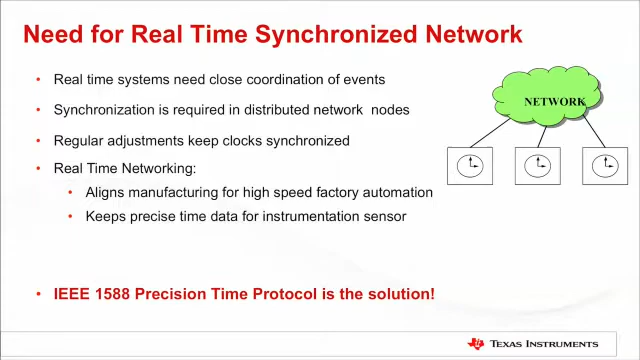 Need for Real Time Synchronized Network
• Real time systems need close coordination of events
• Synchronization is required in distributed network nodes
• Regular adjustments keep clocks synchronized
• Real Time Networking:
• Aligns manufacturing for high speed factory automation
• Keeps precise time data for instrumentation sensor
NETWORK
• IEEE 1588 Precision Time Protocol is the solution!
TEXAS INSTRUMENTS